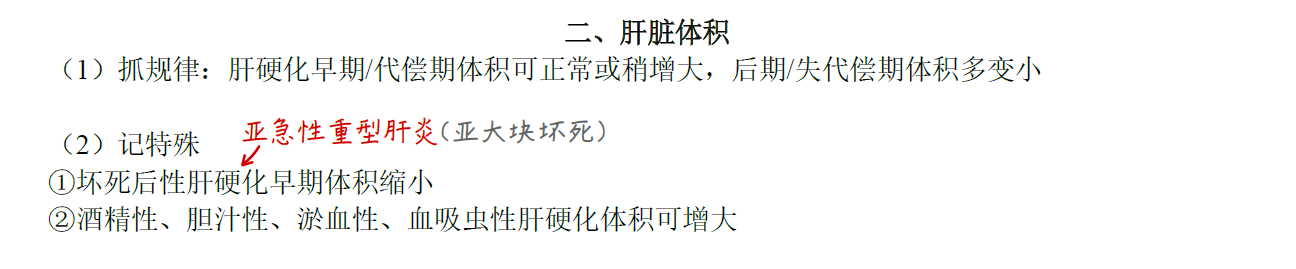 二、肝脏体积
（1）抓规律：肝硬化早期/代偿期体积可正常或稍增大，后期/失代偿期体积多变小
亚急性重型肝炎（亚大块坏死）
（2）记特殊
①坏死后性肝硬化早期体积缩小
②酒精性、胆汁性、淤血性、血吸虫性肝硬化体积可增大